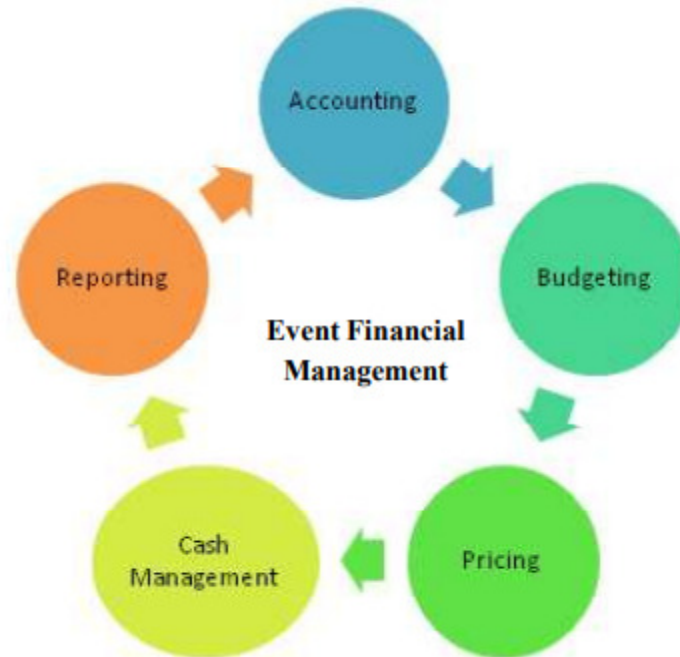 Accounting
Budgeting
Pricing
Cash
Management
Reporting
Event Financial
Management